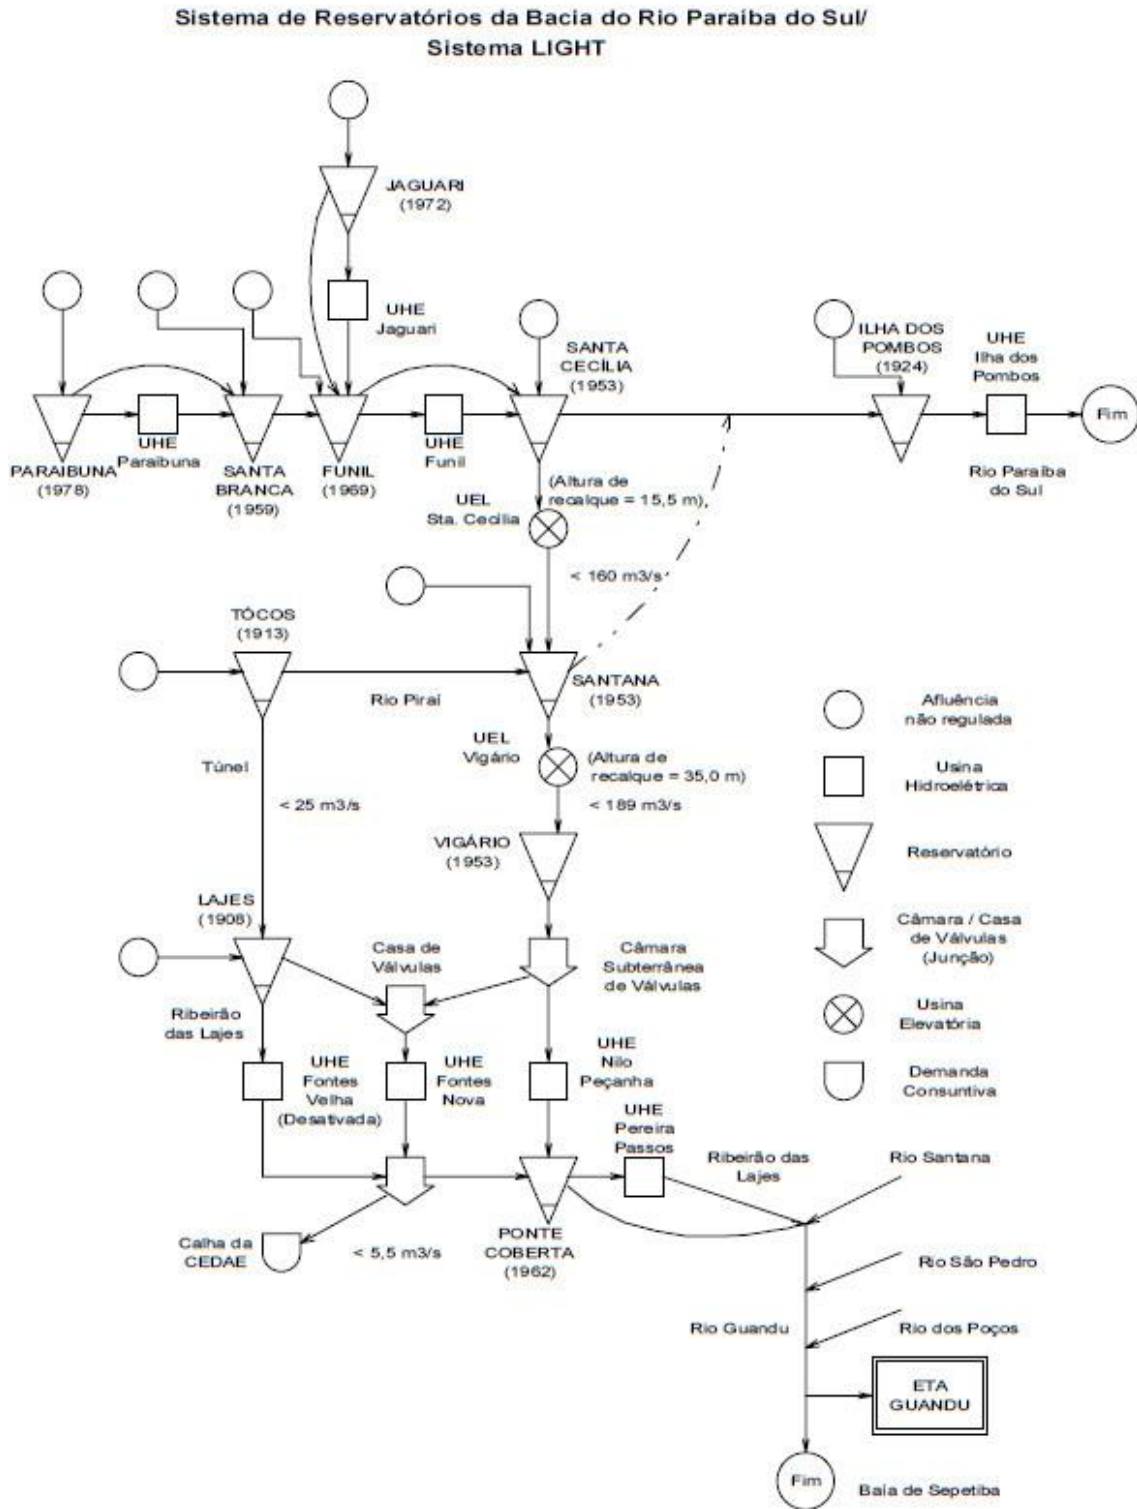 Sistema de Reservatórios da Bacia do Rio Paraíba do Sul/
Sistema LIGHT
JAGUARI
(1972)
UHE
Jaguari
SANTA
CECÍLIA
(1953)
ILHA DOS
POMBOS
(1924)
UHE
Ilha dos
Pombos
Fim
PARAIBUNA
(1978)
UHE
Paraibuna
SANTA
BRANCA
(1959)
FUNIL
(1969)
UHE
Funil
Rio Paraíba
do Sul
UEL
Sta. Cecília
(Altura de
recalque = 15,5 m)
< 160 m3/s
TÓCOS
(1913)
Rio Piraí
SANTANA
(1953)
Túnel
< 25 m3/s
UEL
Vigário
(Altura de
recalque = 35,0 m)
< 189 m3/s
VIGÁRIO
(1953)
Afluência
não regulada
Usina
Hidroelétrica
Reservatório
Câmara / Casa
de Válvulas
(Junção)
Usina
Elevatória
Demanda
Consuntiva
LAJES
(1908)
Casa de
Válvulas
Câmara
Subterrânea
de Válvulas
Ribeirão
das Lajes
UHE
Fontes
Velha
(Desativada)
UHE
Fontes
Nova
UHE
Nilo
Peçanha
UHE
Pereira
Passos
Ribeirão das
Lajes
Rio Santana
Calha da
CEDAE
< 5,5 m3/s
PONTE
COBERTA
(1962)
Rio São Pedro
Rio Guandu
Rio dos Poços
ETA
GUANDU
Fim
Baía de Sepetiba